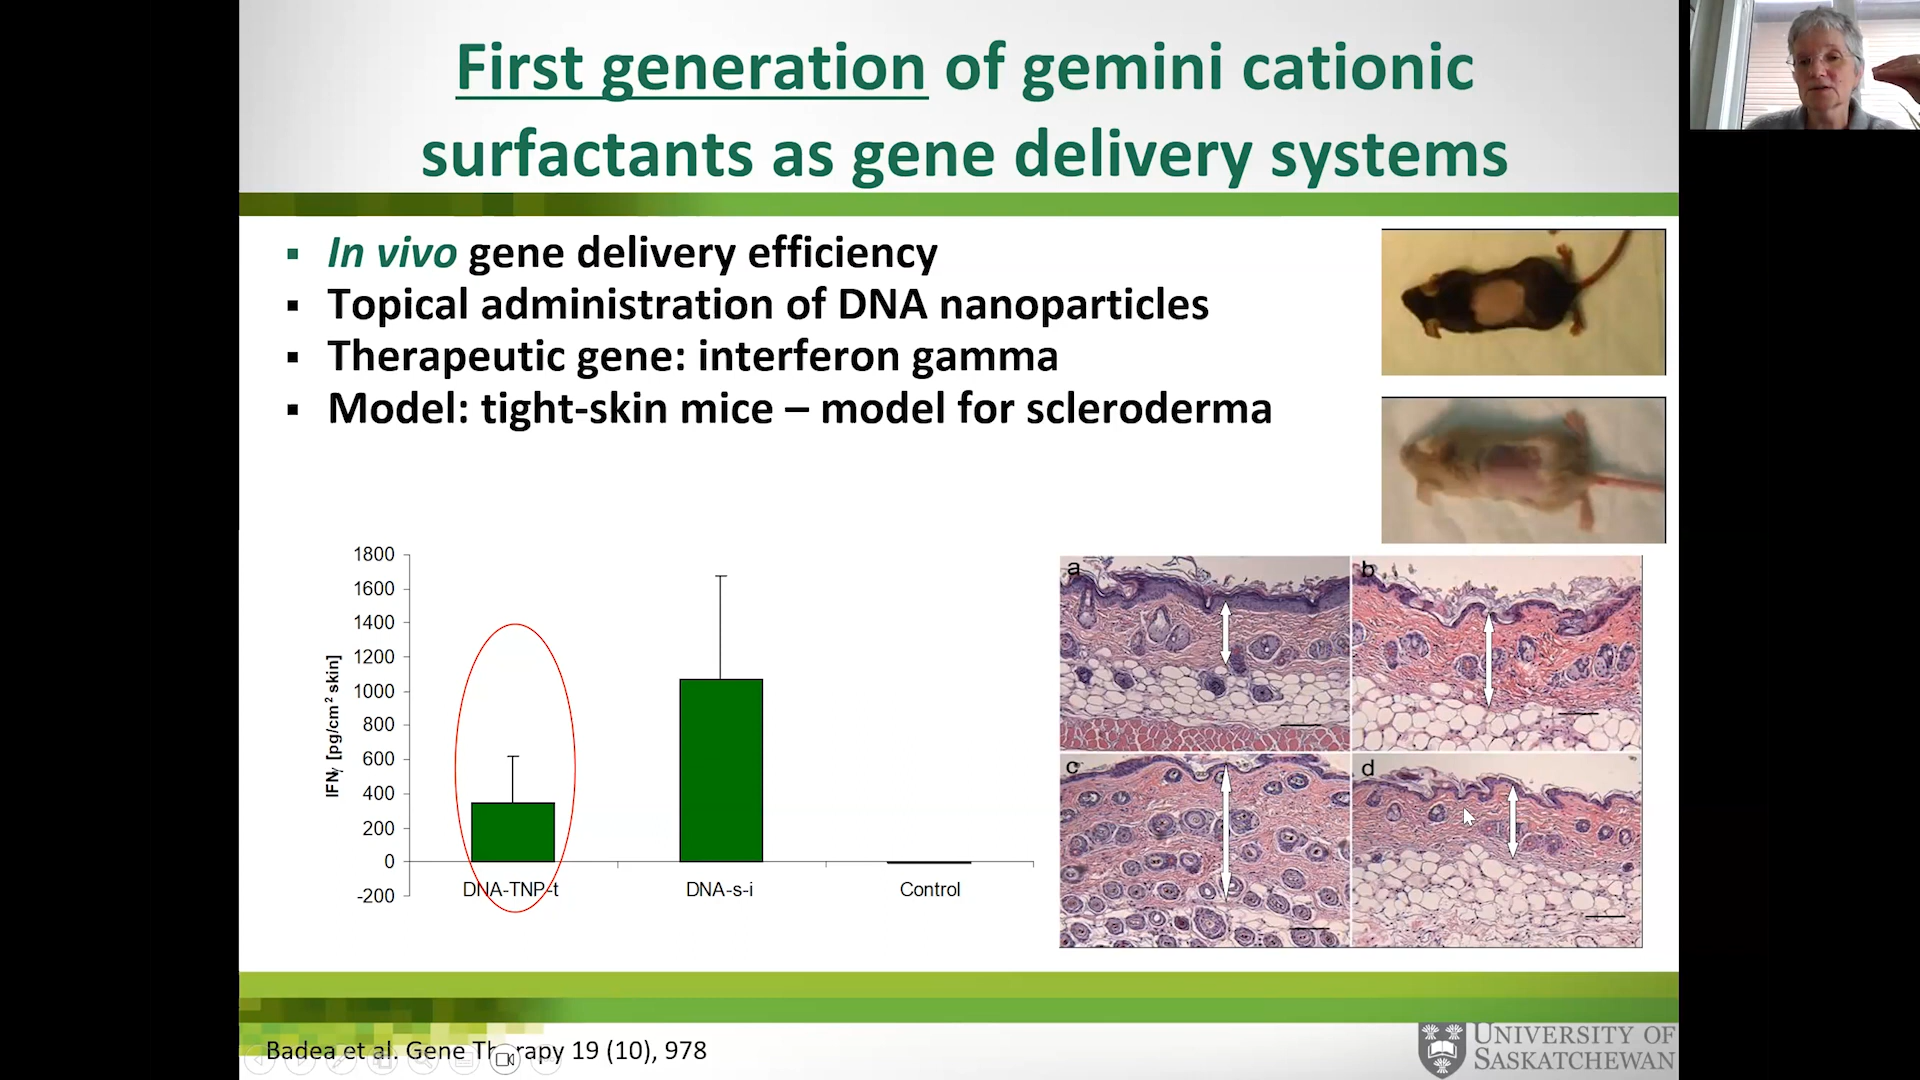 First generation of gemini cationic
surfactants as gene delivery systems
In vivo gene delivery efficiency
Topical administration of DNA nanoparticles
Therapeutic gene: interferon gamma
Model: tight-skin mice – model for scleroderma
1800
1600
1400
1200
1000
800
600
400
200
0
-200
IFNγ [pg/cm² skin]
DNA-TNP-t
DNA-s-i
Control
a
b
c
d
Badea et al. Gene Therapy 19 (10), 978
UNIVERSITY OF
SASKATCHEWAN